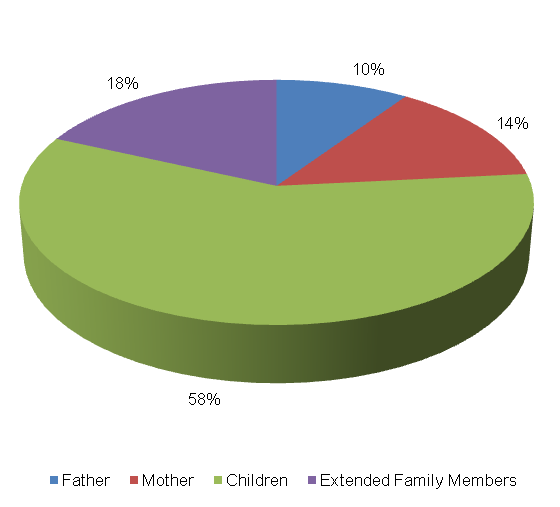 10%
18%
14%
58%
Father Mother Children Extended Family Members